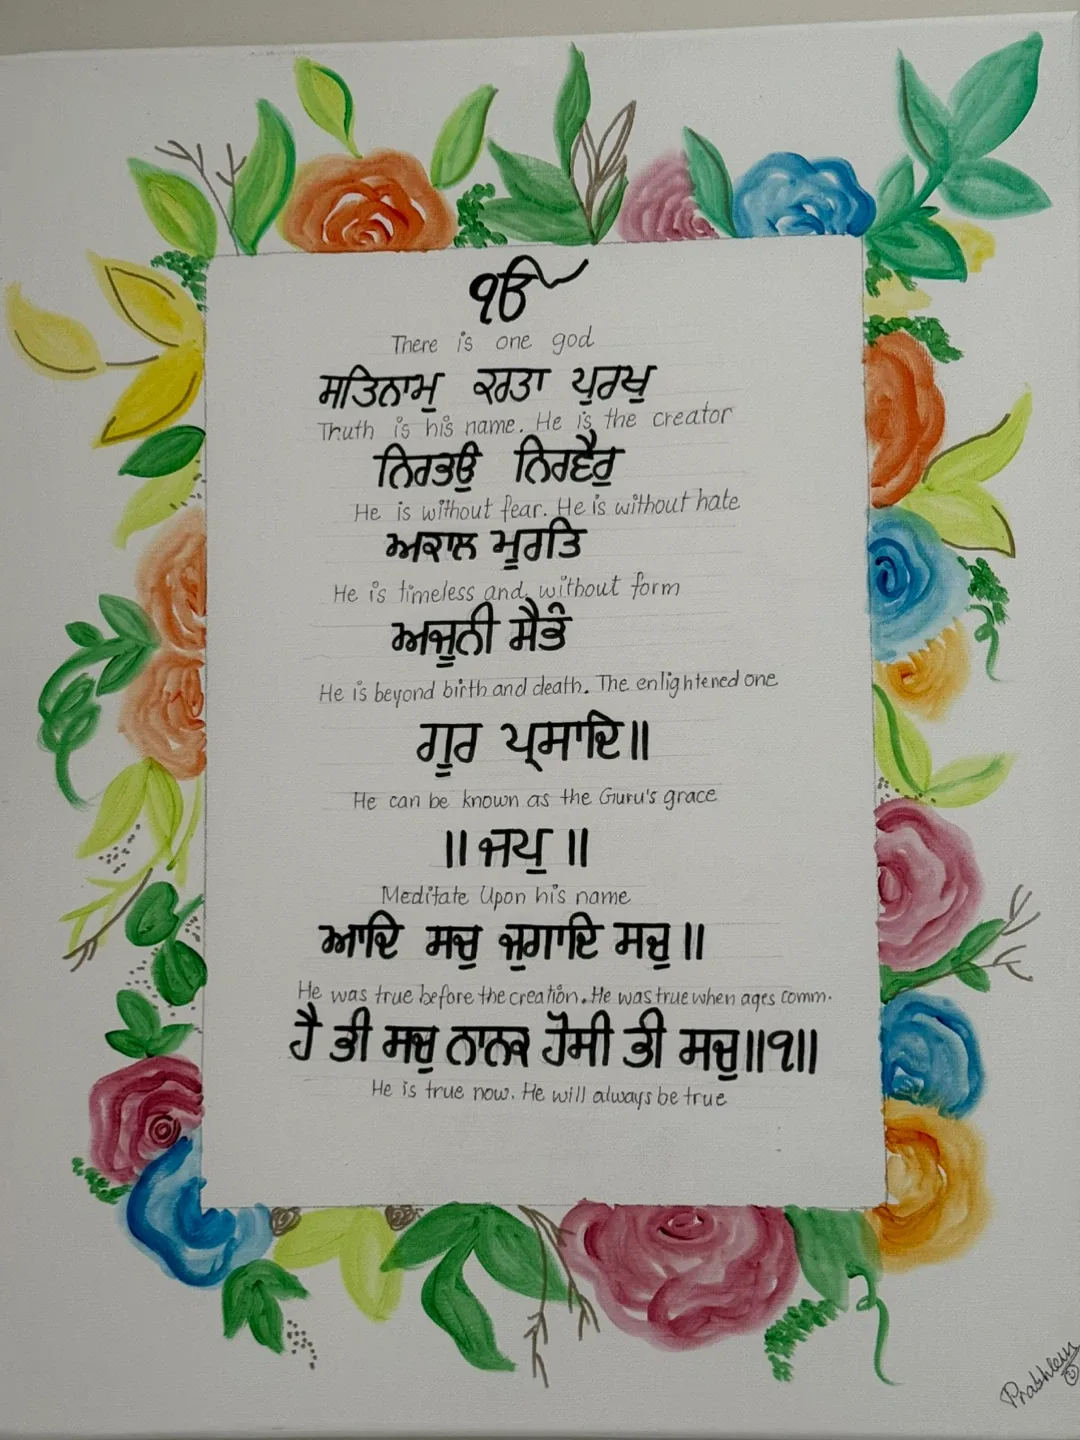 ੴ
There is one god
ਸਤਿਨਾਮੁ ਕਰਤਾ ਪੁਰਖੁ
Truth is his name. He is the creator
ਨਿਰਭਉ ਨਿਰਵੈਰੁ
He is without fear. He is without hate
ਅਕਾਲ ਮੂਰਤਿ
He is timeless and without form
ਅਜੂਨੀ ਸੈਭੰ
He is beyond birth and death. The enlightened one
ਗੁਰ ਪ੍ਰਸਾਦਿ॥
He can be known as the Guru's grace
॥ ਜਪੁ ॥
Meditate Upon his name
ਆਦਿ ਸਚੁ ਜੁਗਾਦਿ ਸਚੁ॥
He was true before the creation. He was true when ages comm.
ਹੈ ਭੀ ਸਚੁ ਨਾਨਕ ਹੋਸੀ ਭੀ ਸਚੁ॥੧॥
He is true now. He will always be true